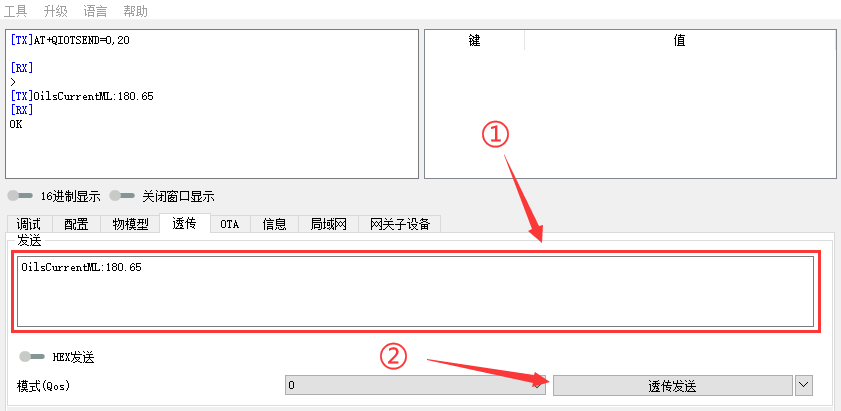 工具 升级 语言 帮助
[TX]AT+QIOTSEND=0,20
[RX]
>
[TX]OilsCurrentML:180.65
[RX]
OK
键 值
①
16进制显示 关闭窗口显示
调试 配置 物模型 透传 OTA 信息 局域网 网关子设备
发送
OilsCurrentML:180.65
HEX发送
②
模式(Qos) 0 透传发送